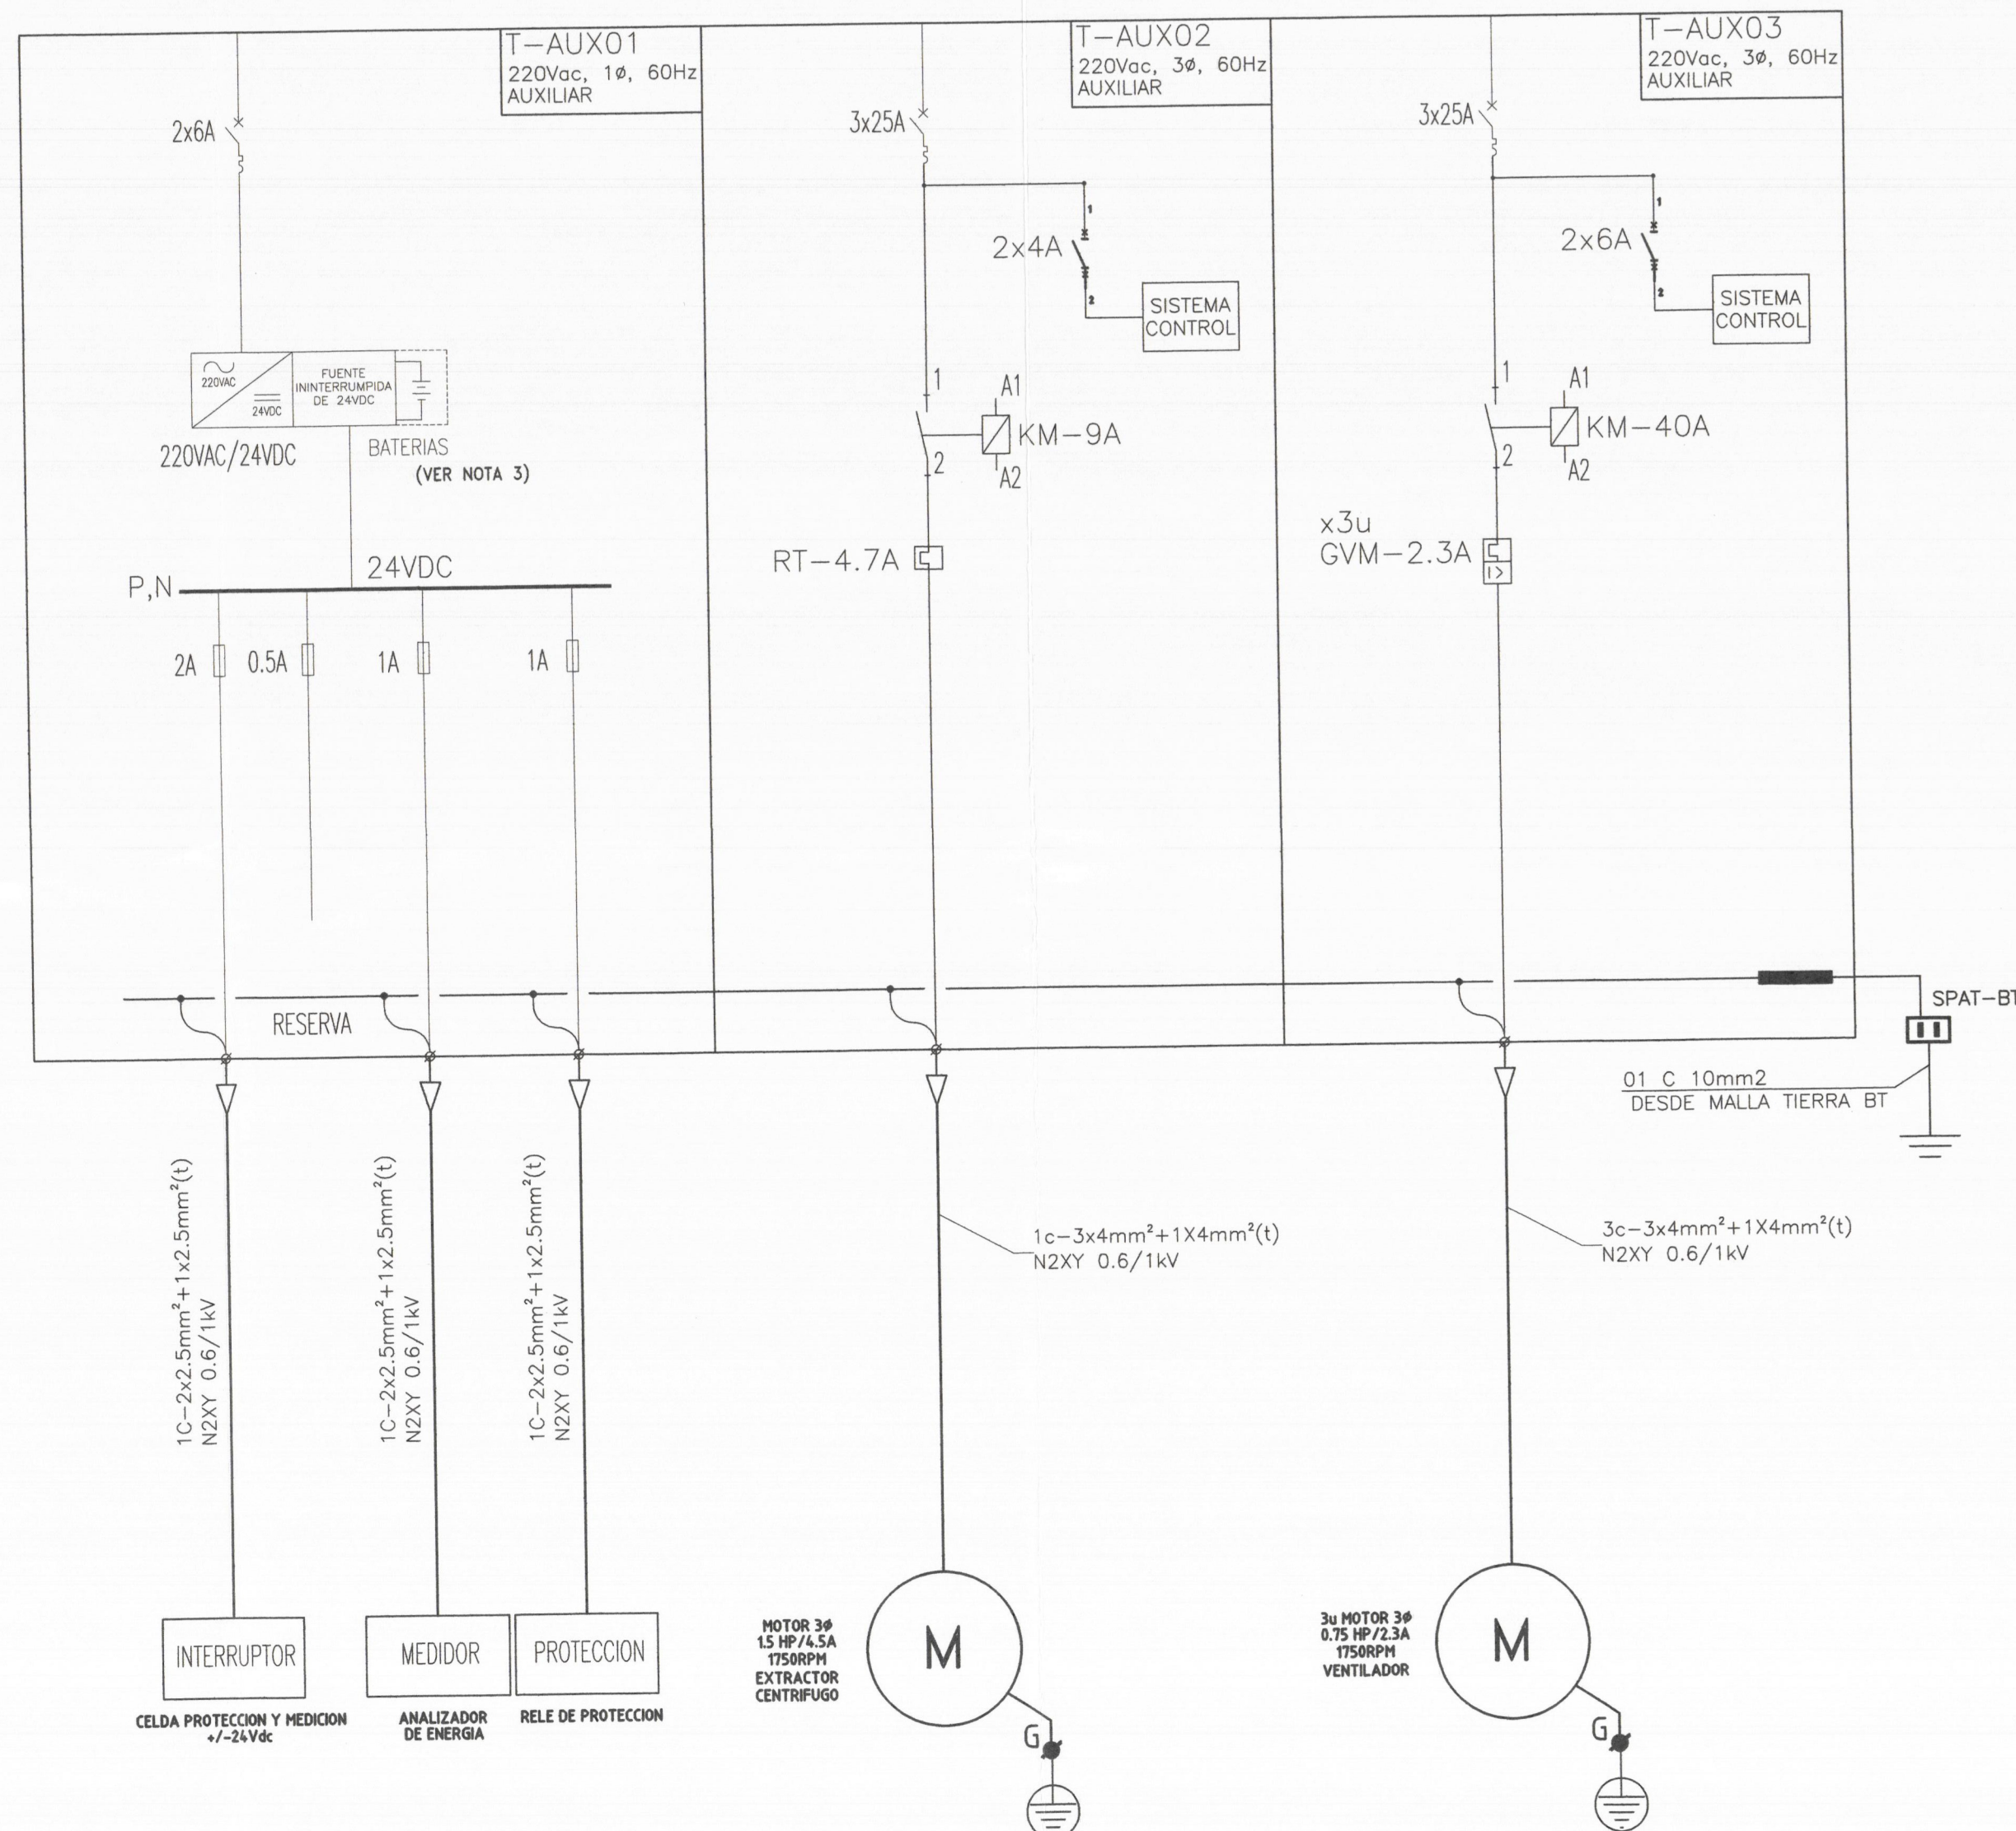 T-AUX01
220Vac, 1ø, 60Hz
AUXILIAR
2x6A
220VAC
24VDC
FUENTE
ININTERRUMPIDA
DE 24VDC
220VAC/24VDC
BATERIAS
(VER NOTA 3)
24VDC
P,N
2A
0.5A
1A
1A
RESERVA
1C-2x2.5mm²+1x2.5mm²(t)
N2XY 0.6/1kV
1C-2x2.5mm²+1x2.5mm²(t)
N2XY 0.6/1kV
1C-2x2.5mm²+1x2.5mm²(t)
N2XY 0.6/1kV
INTERRUPTOR
CELDA PROTECCION Y MEDICION
+/-24Vdc
MEDIDOR
ANALIZADOR
DE ENERGIA
PROTECCION
RELE DE PROTECCION
T-AUX02
220Vac, 3ø, 60Hz
AUXILIAR
3x25A
1
2x4A
2
SISTEMA
CONTROL
1
A1
KM-9A
2
A2
RT-4.7A
1c-3x4mm²+1X4mm²(t)
N2XY 0.6/1kV
MOTOR 3ø
1.5 HP/4.5A
1750RPM
EXTRACTOR
CENTRIFUGO
M
G
T-AUX03
220Vac, 3ø, 60Hz
AUXILIAR
3x25A
1
2x6A
2
SISTEMA
CONTROL
1
A1
KM-40A
2
A2
x3u
GVM-2.3A
I>
SPAT-BT
01 C 10mm2
DESDE MALLA TIERRA BT
3c-3x4mm²+1X4mm²(t)
N2XY 0.6/1kV
3u MOTOR 3ø
0.75 HP/2.3A
1750RPM
VENTILADOR
M
G